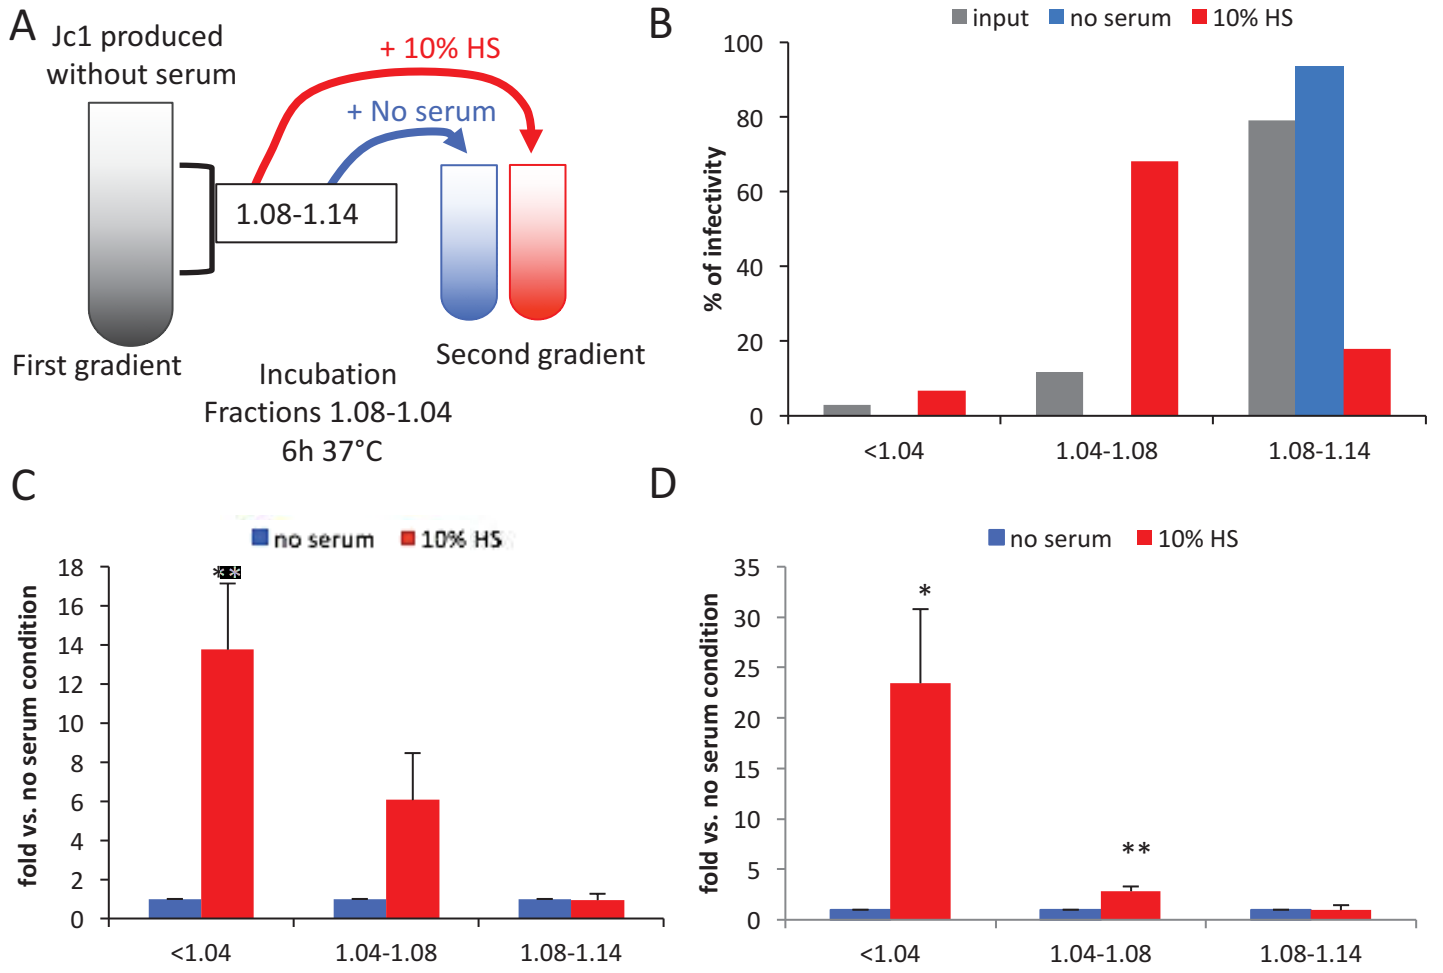 A
Jc1 produced
without serum
+ 10% HS
+ No serum
1.08-1.14
First gradient
Second gradient
Incubation
Fractions 1.08-1.04
6h 37°C
B
input no serum 10% HS
% of infectivity
100
80
60
40
20
0
<1.04 1.04-1.08 1.08-1.14
C
no serum 10% HS
fold vs. no serum condition
18
16
14
12
10
8
6
4
2
0
**
<1.04 1.04-1.08 1.08-1.14
D
no serum 10% HS
fold vs. no serum condition
35
30
25
20
15
10
5
0
*
**
<1.04 1.04-1.08 1.08-1.14